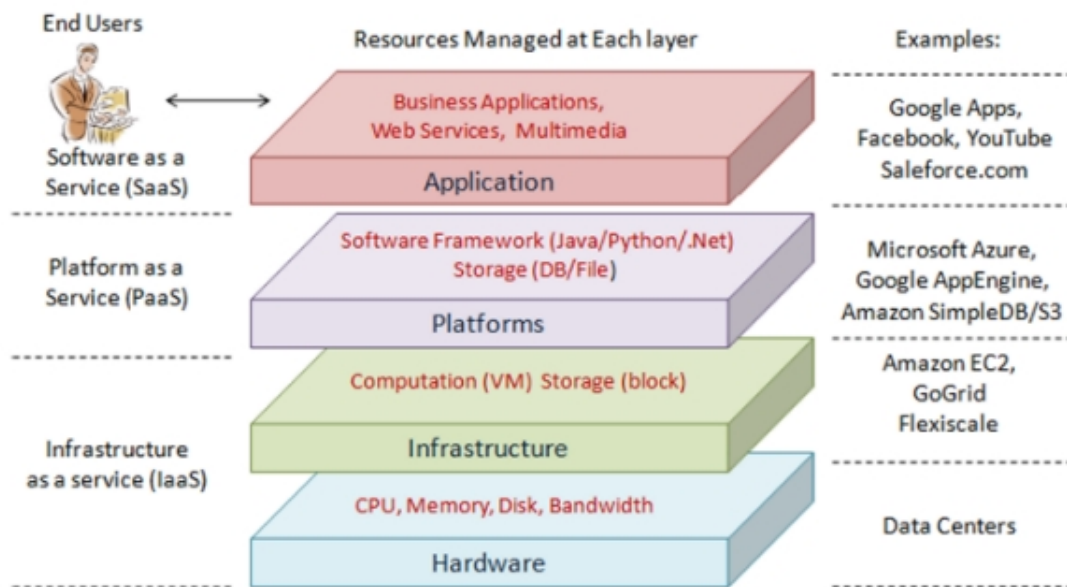 End Users
Resources Managed at Each layer
Examples:
Business Applications,
Web Services, Multimedia
Application
Software as a
Service (SaaS)
Google Apps,
Facebook, YouTube
Saleforce.com
Software Framework (Java/Python/.Net)
Storage (DB/File)
Platforms
Platform as a
Service (PaaS)
Microsoft Azure,
Google AppEngine,
Amazon SimpleDB/S3
Computation (VM) Storage (block)
Infrastructure
Amazon EC2,
GoGrid
Flexiscale
Infrastructure
as a service (IaaS)
CPU, Memory, Disk, Bandwidth
Hardware
Data Centers